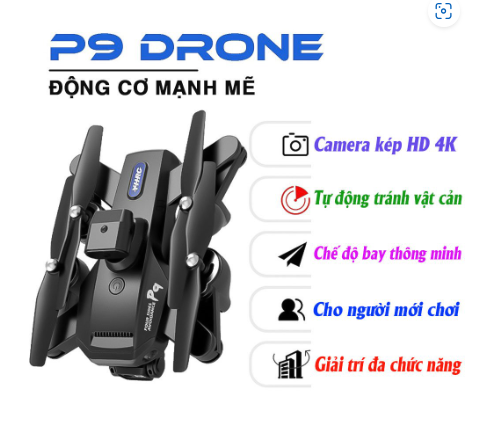 P9 DRONE
ĐỘNG CƠ MẠNH MẼ
Camera kép HD 4K
Tự động tránh vật cản
Chế độ bay thông minh
Cho người mới chơi
Giải trí đa chức năng
YHRC
P9